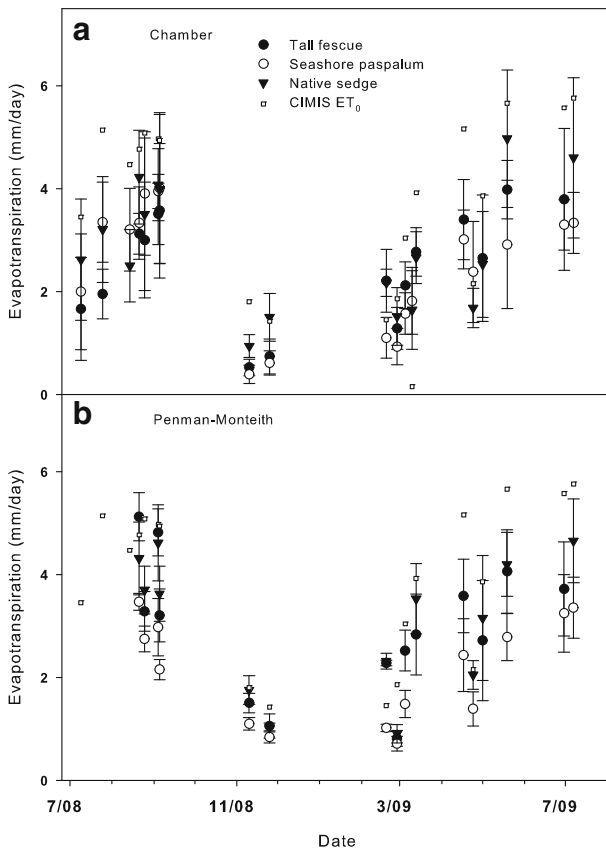 a
Chamber
Tall fescue
Seashore paspalum
Native sedge
CIMIS ET0
Evapotranspiration (mm/day)
6
4
2
0
b
Penman-Monteith
Evapotranspiration (mm/day)
6
4
2
0
7/08
11/08
3/09
7/09
Date